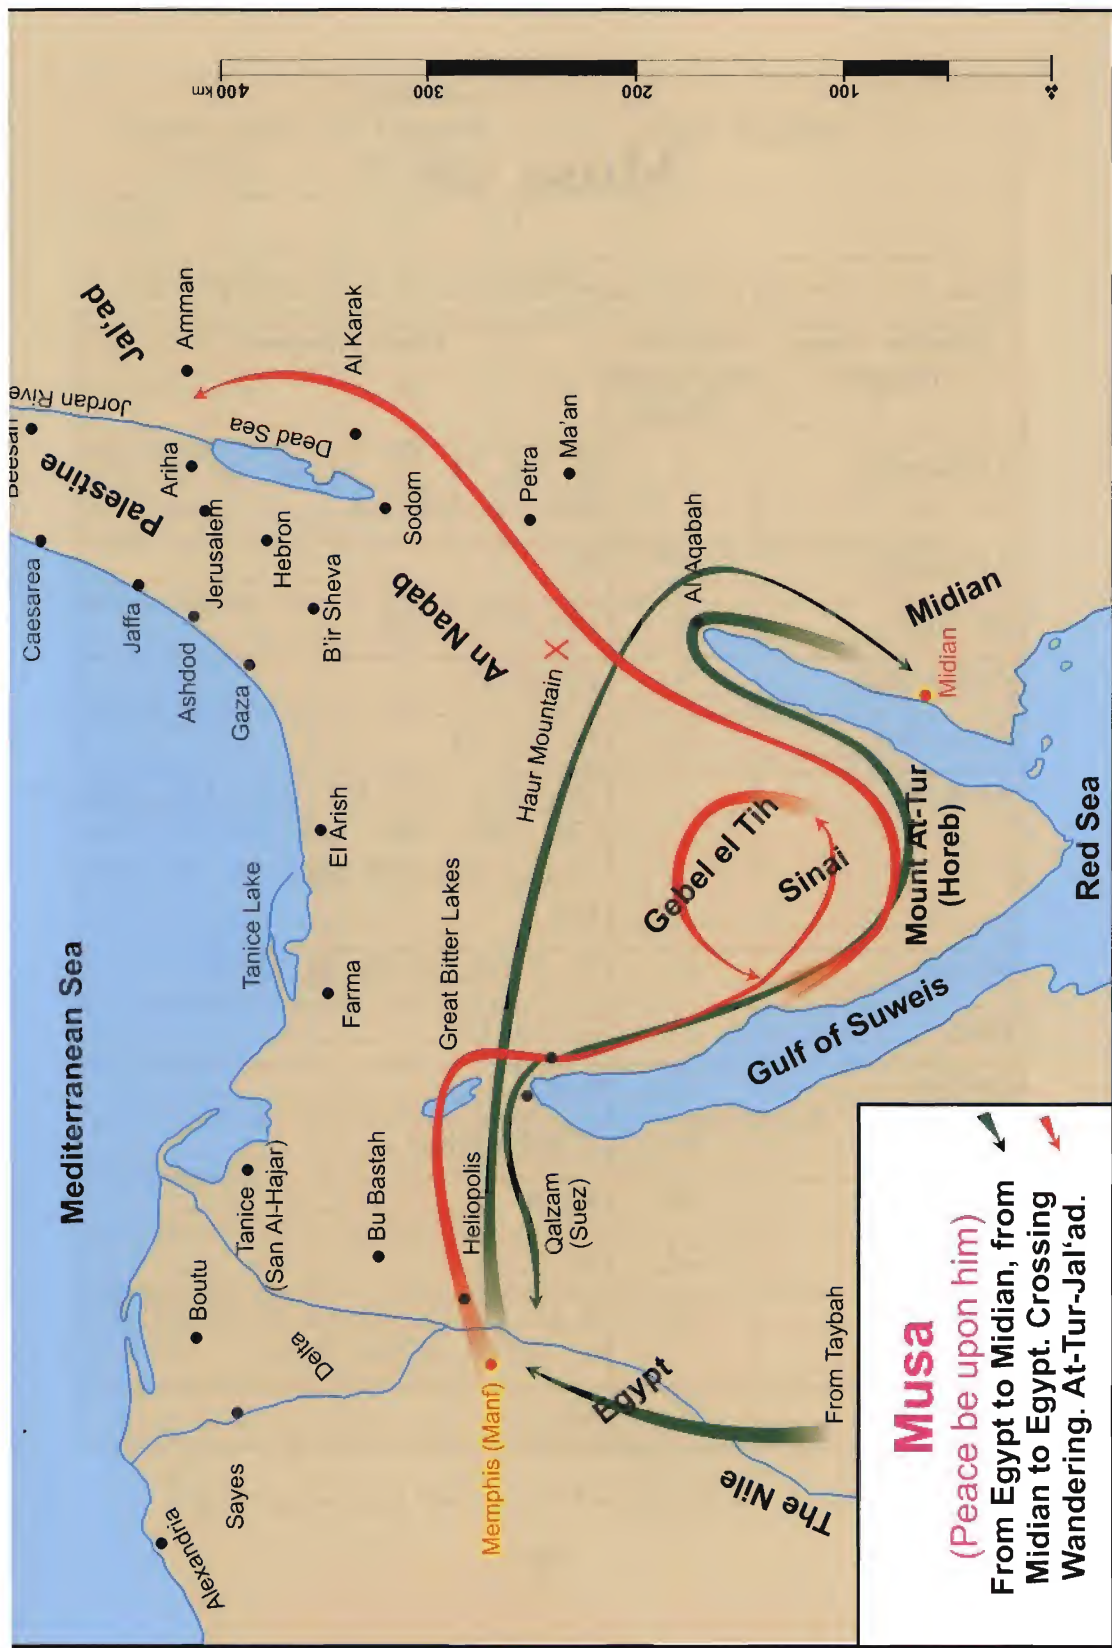 Mediterranean Sea
Alexandria
Sayes
Boutu
Delta
Tanice
(San Al-Hajar)
Bu Bastah
Heliopolis
Memphis (Manf)
Qalzam
(Suez)
Egypt
The Nile
From Taybah
Great Bitter Lakes
Farma
Tanice Lake
El Arish
Gulf of Suweis
Gebel el Tih
Sinai
Mount At-Tur
(Horeb)
Red Sea
Haur Mountain
X
An Naqab
Gaza
Ashdod
Jaffa
Caesarea
B'ir Sheva
Hebron
Jerusalem
Ariha
Palestine
Beesan
Jordan Rive
Dead Sea
Sodom
Petra
Ma'an
Al Aqabah
Midian
Midian
Al Karak
Amman
Jal'ad
400 km
300
200
100
Musa
(Peace be upon him)
From Egypt to Midian, from
Midian to Egypt. Crossing
Wandering. At-Tur-Jal'ad.